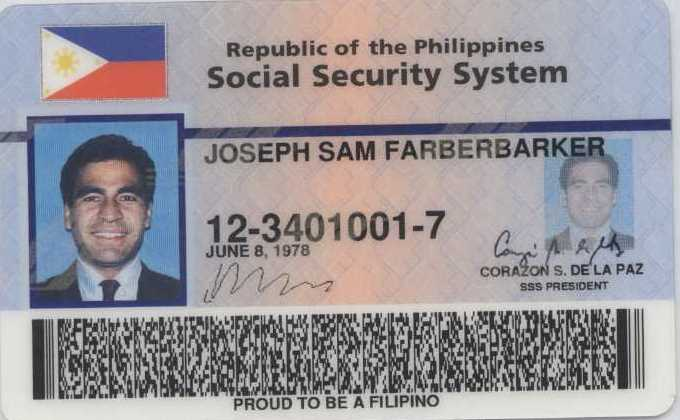 Republic of the Philippines
Social Security System
JOSEPH SAM FARBERBARKER
12-3401001-7
JUNE 8, 1978
CORAZON S. DE LA PAZ
SSS PRESIDENT
PROUD TO BE A FILIPINO